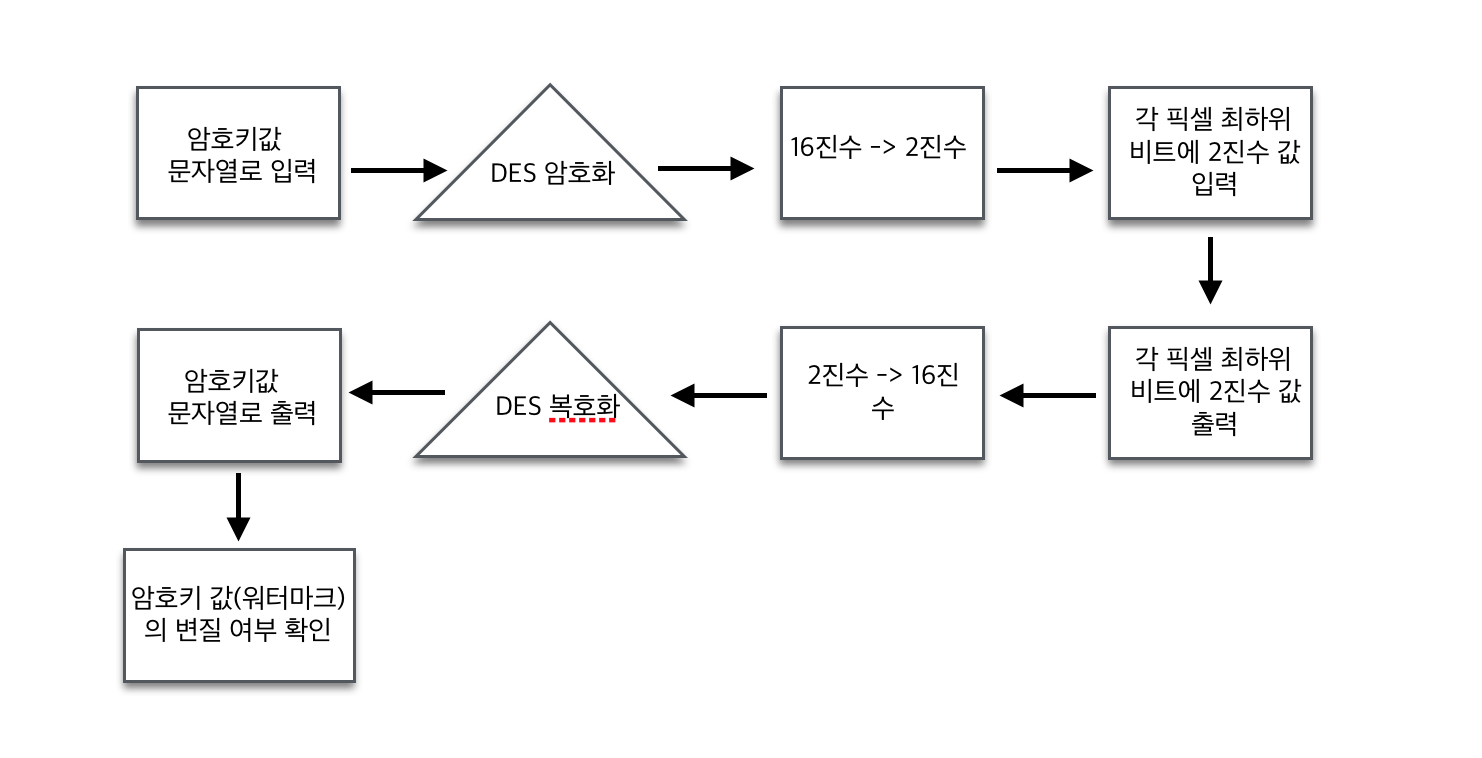 암호키값
문자열로 입력
DES 암호화
16진수 -> 2진수
각 픽셀 최하위
비트에 2진수 값
입력
각 픽셀 최하위
비트에 2진수 값
출력
2진수 -> 16진
수
DES 복호화
암호키값
문자열로 출력
암호키 값(워터마크)
의 변질 여부 확인